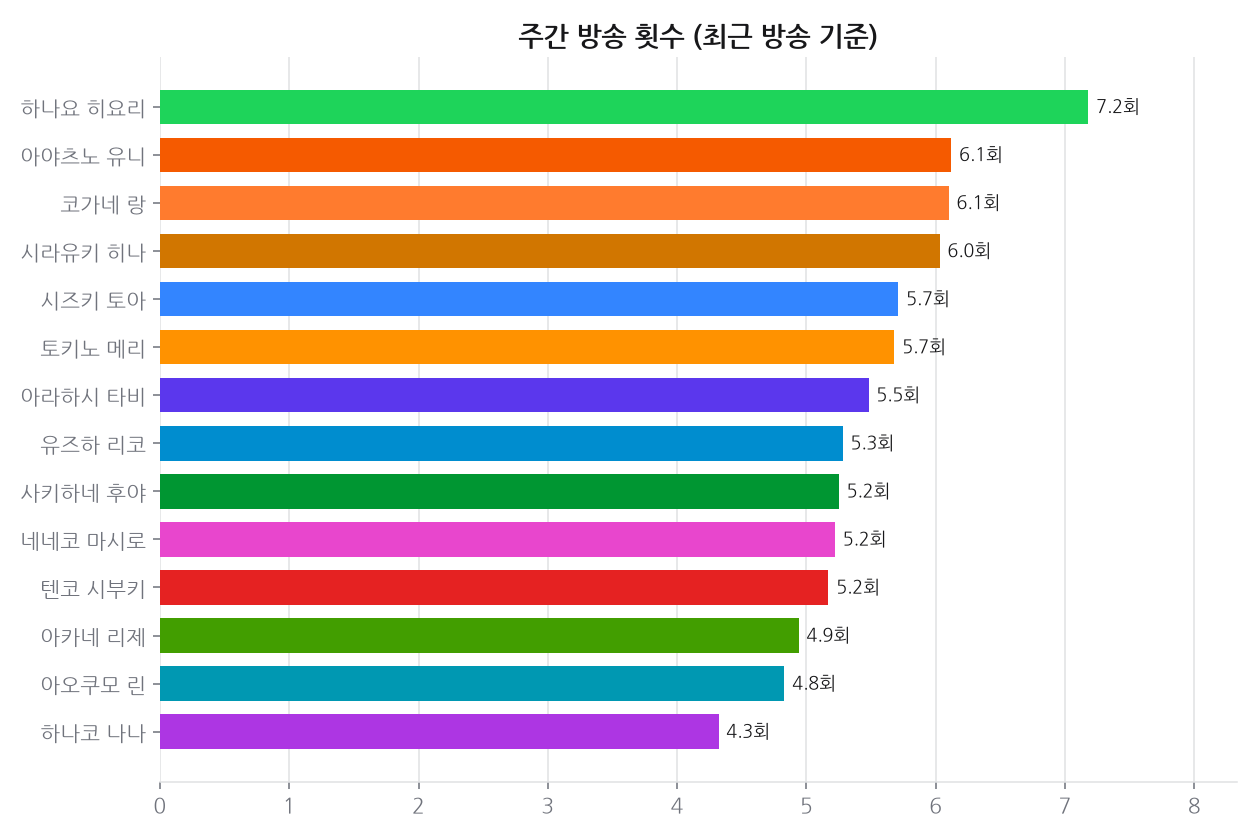 주간 방송 횟수 (최근 방송 기준)
하나요 히요리 7.2회
아야츠노 유니 6.1회
코가네 랑 6.1회
시라유키 히나 6.0회
시즈키 토아 5.7회
토키노 메리 5.7회
아라하시 타비 5.5회
유즈하 리코 5.3회
사키하네 후야 5.2회
네네코 마시로 5.2회
텐코 시부키 5.2회
아카네 리제 4.9회
아오쿠모 린 4.8회
하나코 나나 4.3회
0 1 2 3 4 5 6 7 8